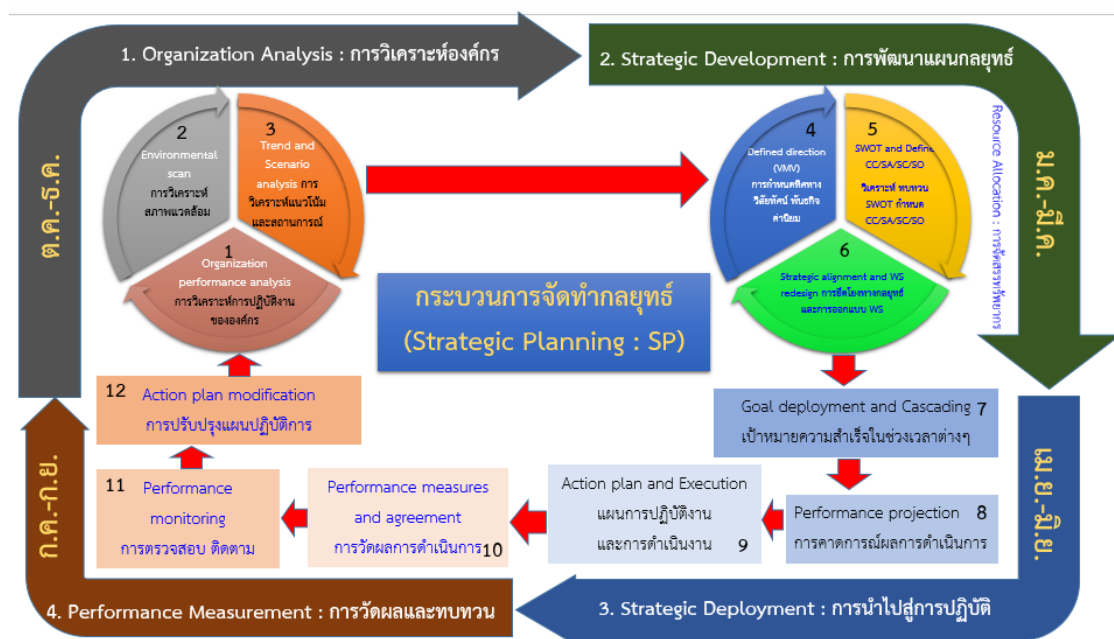 1. Organization Analysis : การวิเคราะห์องค์กร
2. Strategic Development : การพัฒนาแผนกลยุทธ์
ต.ค.-ธ.ค.
2
Environmental
scan
การวิเคราะห์
สภาพแวดล้อม
3
Trend and
Scenario
analysis การ
วิเคราะห์แนวโน้ม
และสถานการณ์
1
Organization
performance analysis
การวิเคราะห์การปฏิบัติงาน
ขององค์กร
4
Defined direction
(VMV)
การกำหนดทิศทาง
วิสัยทัศน์ พันธกิจ
ค่านิยม
5
SWOT and Define
CC/SA/SC/SO
วิเคราะห์ ทบทวน
SWOT กำหนด
CC/SA/SC/SO
6
Strategic alignment and WS
redesign การยึดโยงทางกลยุทธ์
และการออกแบบ WS
Resource Allocation : การจัดสรรทรัพยากร
ม.ค.-มี.ค.
กระบวนการจัดทำกลยุทธ์
(Strategic Planning : SP)
Goal deployment and Cascading 7
เป้าหมายความสำเร็จในช่วงเวลาต่างๆ
Performance projection 8
การคาดการณ์ผลการดำเนินการ
Action plan and Execution
แผนการปฏิบัติงาน
และการดำเนินงาน 9
Performance measures
and agreement
การวัดผลการดำเนินการ 10
11 Performance
monitoring
การตรวจสอบ ติดตาม
12 Action plan modification
การปรับปรุงแผนปฏิบัติการ
เม.ย.-มิ.ย.
3. Strategic Deployment : การนำไปสู่การปฏิบัติ
4. Performance Measurement : การวัดผลและทบทวน
ก.ค.-ก.ย.